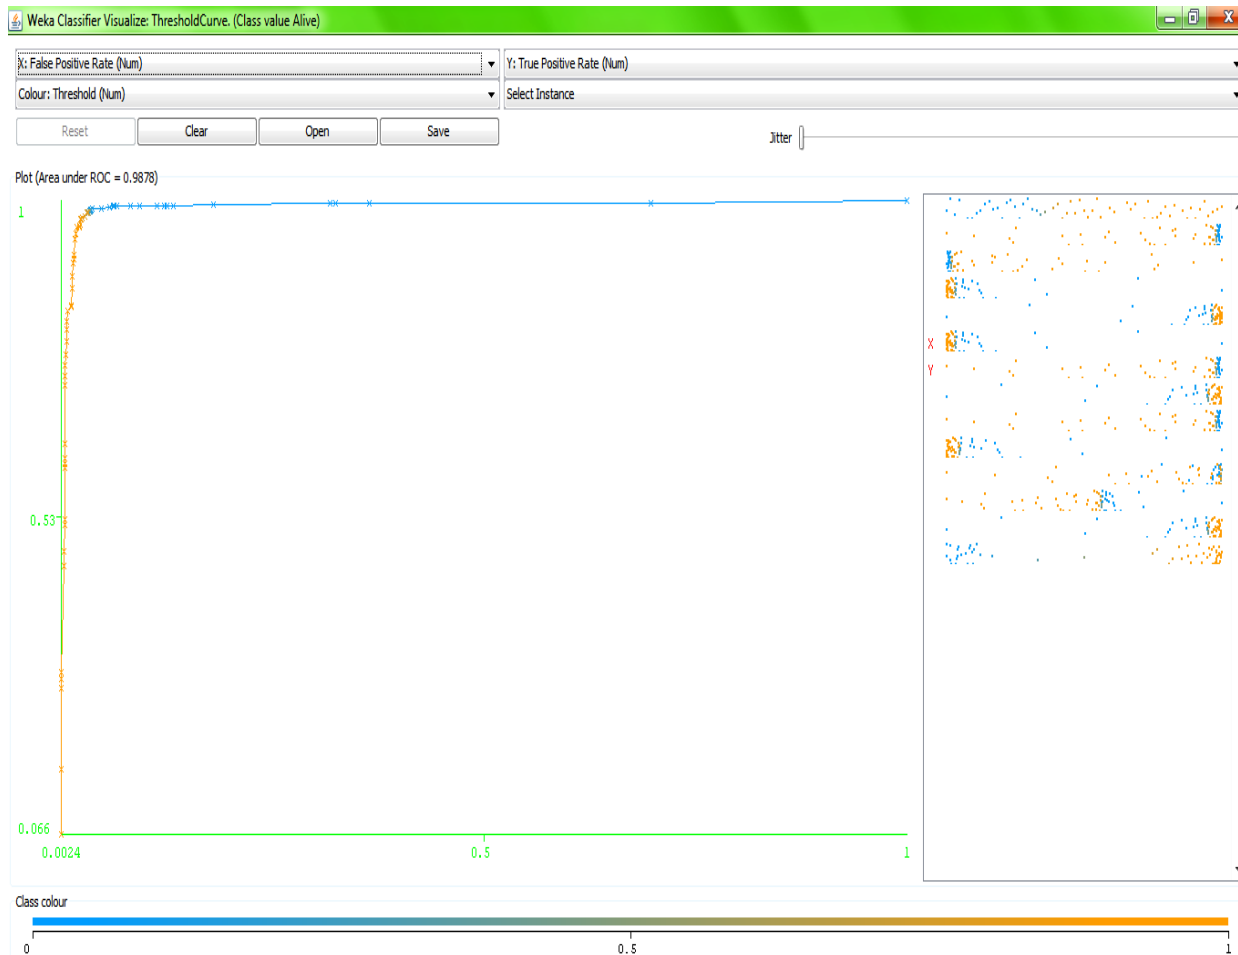 Weka Classifier Visualize: ThresholdCurve. (Class value Alive)
X: False Positive Rate (Num)
Y: True Positive Rate (Num)
Colour: Threshold (Num)
Select Instance
Reset
Clear
Open
Save
Jitter
Plot (Area under ROC = 0.9878)
1
0.53
0.066
0.0024
0.5
1
X
Y
Class colour
0
0.5
1